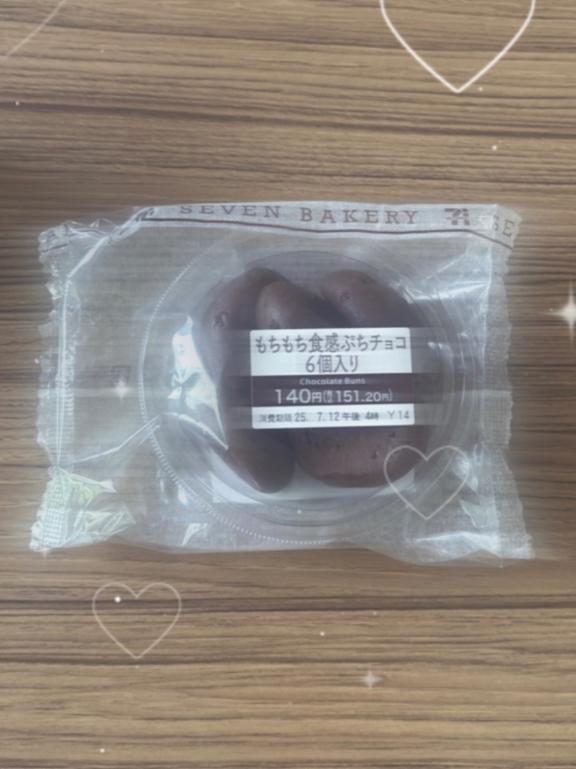 SEVEN BAKERY
もちもち食感ぷちチョコ
6個入り
Chocolate Buns
140円(税込151.20円)
消費期限 25. 7.12 午後 4時 Y14